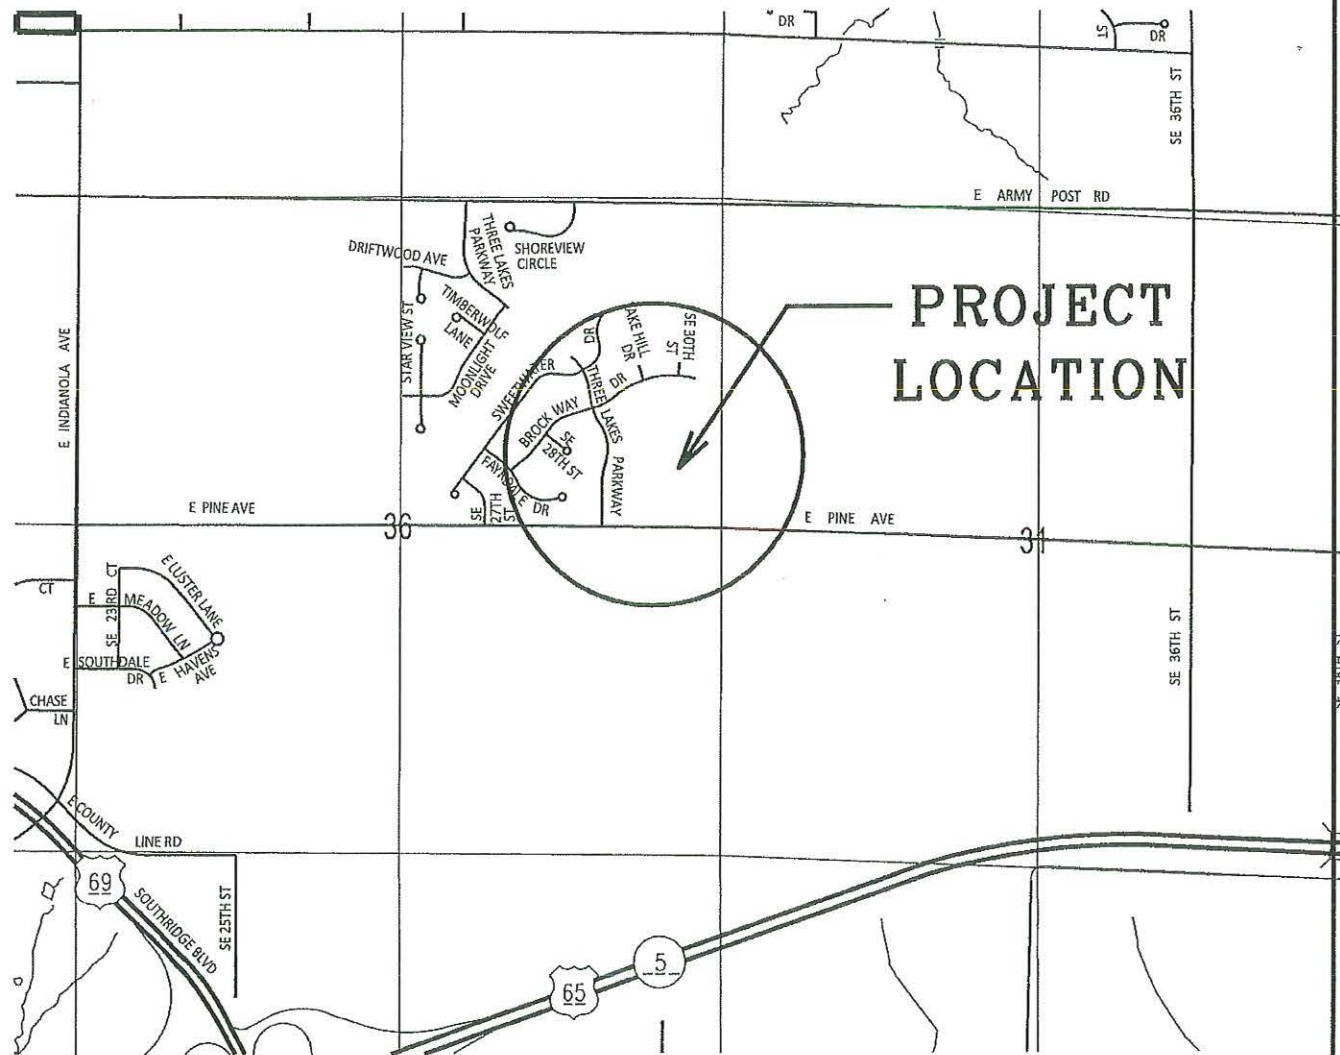 DR
ST
DR
SE 36TH ST
E ARMY POST RD
THREE LAKES
PARKWAY
SHOREVIEW
CIRCLE
DRIFTWOOD AVE
TIMBERWOLF
LANE
STAR VIEW ST
MOONLIGHT
DRIVE
E INDIANOLA AVE
PROJECT
LOCATION
SWEETWATER
DR
AKE HILL
DR
SE 30TH
ST
THREE LAKES PARKWAY
BROCK WAY DR
SE
28TH ST
FAYRDALE DR
SE
27TH
ST
E PINE AVE
36
E PINE AVE
31
CT
E MEADOW LN
SE 23RD CT
E LUSTER LANE
E SOUTHDALE
DR
E HAVENS
AVE
SE 36TH ST
CHASE
LN
E COUNTY LINE RD
69
SOUTHRIDGE BLVD
SE 25TH ST
65
5